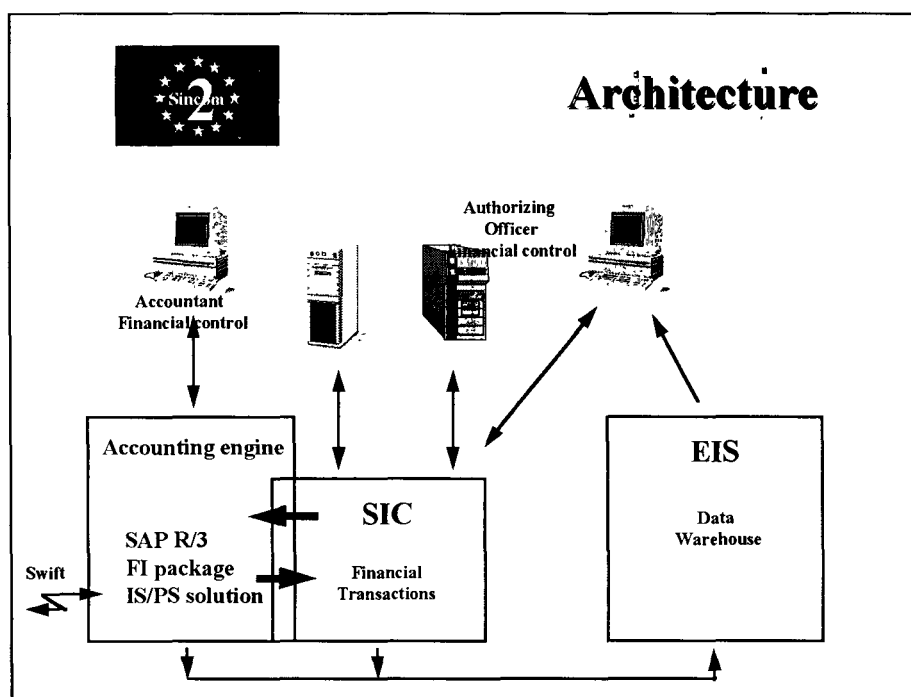 Sincom
2
Architecture
Authorizing
Officer
Financial control
Accountant
Financial control
Accounting engine
EIS
SIC
Data
Warehouse
SAP R/3
FI package
IS/PS solution
Financial
Transactions
Swift